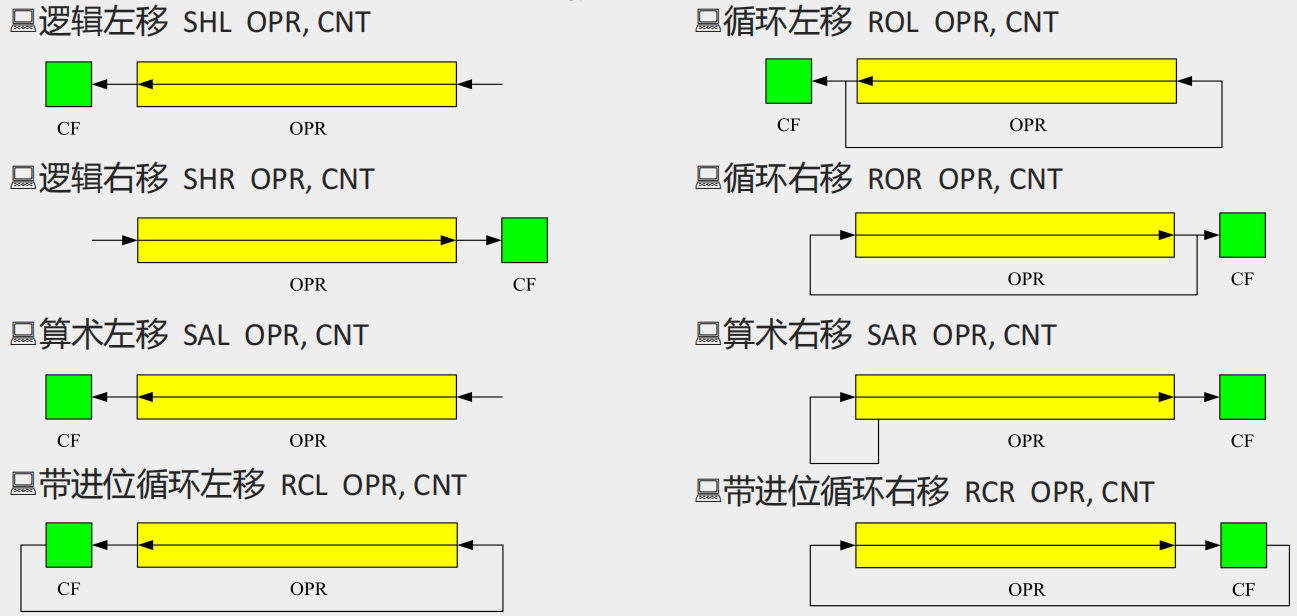 逻辑左移 SHL OPR, CNT
CF
OPR
逻辑右移 SHR OPR, CNT
OPR
CF
算术左移 SAL OPR, CNT
CF
OPR
带进位循环左移 RCL OPR, CNT
CF
OPR
循环左移 ROL OPR, CNT
CF
OPR
循环右移 ROR OPR, CNT
OPR
CF
算术右移 SAR OPR, CNT
OPR
CF
带进位循环右移 RCR OPR, CNT
OPR
CF